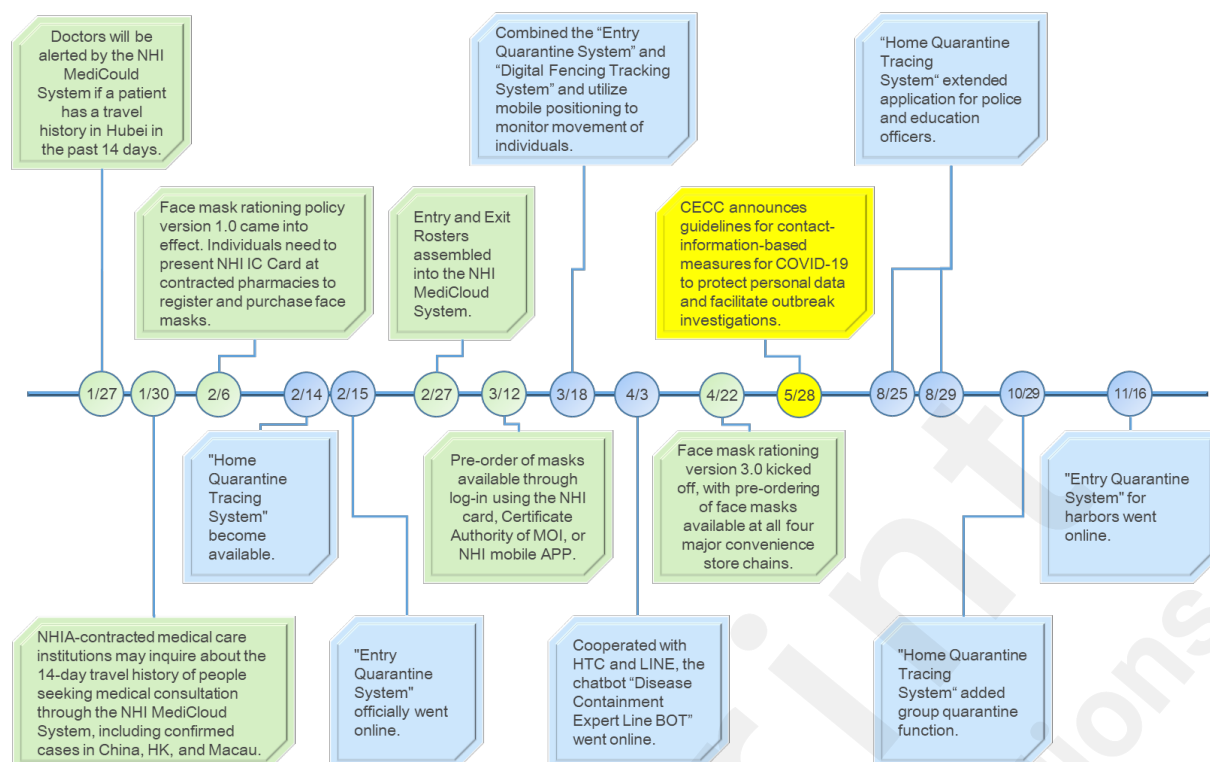 Doctors will be
alerted by the NHI
MediCould
System if a patient
has a travel
history in Hubei in
the past 14 days.
Combined the “Entry
Quarantine System” and
“Digital Fencing Tracking
System” and utilize
mobile positioning to
monitor movement of
individuals.
“Home Quarantine
Tracing
System“ extended
application for police
and education
officers.
Face mask rationing policy
version 1.0 came into
effect. Individuals need to
present NHI IC Card at
contracted pharmacies to
register and purchase face
masks.
Entry and Exit
Rosters
assembled
into the NHI
MediCloud
System.
CECC announces
guidelines for contact-
information-based
measures for COVID-19
to protect personal data
and facilitate outbreak
investigations.
1/27
1/30
2/6
2/14
2/15
2/27
3/12
3/18
4/3
4/22
5/28
8/25
8/29
10/29
11/16
"Home
Quarantine
Tracing
System"
become
available.
Pre-order of masks
available through
log-in using the NHI
card, Certificate
Authority of MOI, or
NHI mobile APP.
Face mask rationing
version 3.0 kicked
off, with pre-ordering
of face masks
available at all four
major convenience
store chains.
"Entry Quarantine
System" for
harbors went
online.
NHIA-contracted medical care
institutions may inquire about the
14-day travel history of people
seeking medical consultation
through the NHI MediCloud
System, including confirmed
cases in China, HK, and Macau.
"Entry
Quarantine
System"
officially went
online.
Cooperated with
HTC and LINE, the
chatbot “Disease
Containment
Expert Line BOT”
went online.
"Home Quarantine
Tracing
System“ added
group quarantine
function.